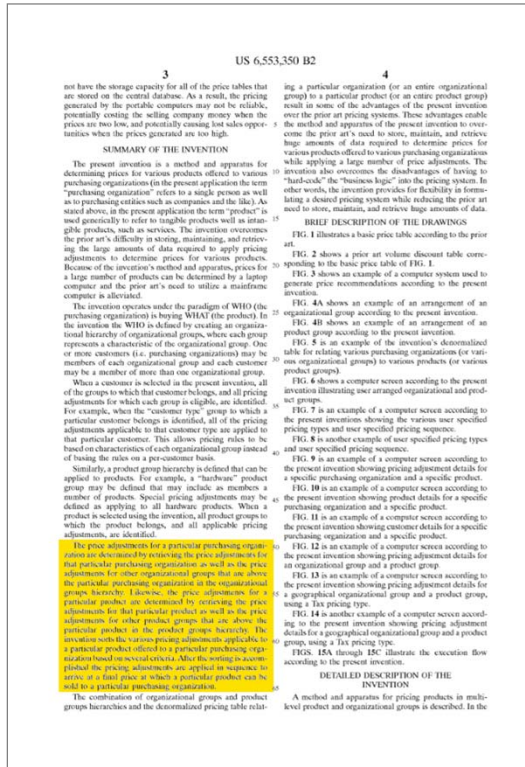 US 6,553,350 B2
3
not have the storage capacity for all of the price tables that
are stored on the central database. As a result, the pricing
generated by the portable computers may not be reliable,
potentially costing the selling company money when the
prices are two low, and potentially causing lost sales oppor-
tunities when the prices generated are too high.
SUMMARY OF THE INVENTION
The present invention is a method and apparatus for
determining prices for various products offered to various
purchasing organizations (in the present application the term
"purchasing organization" refers to a single person as well
as to purchasing entities such as companies and the like). As
stated above, in the present application the term "product" is
used generically to refer to tangible products well as intan-
gible products, such as services. The invention overcomes
the prior art's difficulty in storing, maintaining, and retriev-
ing the large amounts of data required to apply pricing
adjustments to determine prices for various products.
Because of the invention's method and apparatus, prices for
a large number of products can be determined by a laptop
computer and the prior art's need to utilize a mainframe
computer is alleviated.
The invention operates under the paradigm of WHO (the
purchasing organization) is buying WHAT (the product). In
the invention the WHO is defined by creating an organiza-
tional hierarchy of organizational groups, where each group
represents a characteristic of the organizational group. One
or more customers (i.e. purchasing organizations) may be
members of each organizational group and each customer
may be a member of more than one organizational group.
When a customer is selected in the present invention, all
of the groups to which that customer belongs, and all pricing
adjustments for which each group is eligible, are identified.
For example, when the "customer type" group to which a
particular customer belongs is identified, all of the pricing
adjustments applicable to that customer type are applied to
that particular customer. This allows pricing rules to be
based on characteristics of each organizational group instead
of basing the rules on a per-customer basis.
Similarly, a product group hierarchy is defined that can be
applied to products. For example, a "hardware" product
group may be defined that may include as members a
number of products. Special pricing adjustments may be
defined as applying to all hardware products. When a
product is selected using the invention, all product groups to
which the product belongs, and all applicable pricing
adjustments, are identified.
The price adjustments for a particular purchasing organi-
zation are determined by retrieving the price adjustments for
that particular purchasing organization as well as the price
adjustments for other organizational groups that are above
the particular purchasing organization in the organizational
groups hierarchy. Likewise, the price adjustments for a
particular product are determined by retrieving the price
adjustments for that particular product as well as the price
adjustments for other product groups that are above the
particular product in the product groups hierarchy. The
invention sorts the various pricing adjustments applicable to
a particular product offered to a particular purchasing orga-
nization based on several criteria. After the sorting is accom-
plished the pricing adjustments are applied in sequence to
arrive at a final price at which a particular product can be
sold to a particular purchasing organization.
The combination of organizational groups and product
groups hierarchies and the denormalized pricing table relat-
5
10
15
20
25
30
35
40
45
50
55
60
65
4
ing a particular organization (or an entire organizational
group) to a particular product (or an entire product group)
result in some of the advantages of the present invention
over the prior art pricing systems. These advantages enable
the method and apparatus of the present invention to over-
come the prior art's need to store, maintain, and retrieve
huge amounts of data required to determine prices for
various products offered to various purchasing organizations
while applying a large number of price adjustments. The
invention also overcomes the disadvantages of having to
"hard-code" the "business logic" into the pricing system. In
other words, the invention provides for flexibility in formu-
lating a desired pricing system while reducing the prior art
need to store, maintain, and retrieve huge amounts of data.
BRIEF DESCRIPTION OF THE DRAWINGS
FIG. 1 illustrates a basic price table according to the prior
art.
FIG. 2 shows a prior art volume discount table corre-
sponding to the basic price table of FIG. 1.
FIG. 3 shows an example of a computer system used to
generate price recommendations according to the present
invention.
FIG. 4A shows an example of an arrangement of an
organizational group according to the present invention.
FIG. 4B shows an example of an arrangement of an
product group according to the present invention.
FIG. 5 is an example of the invention's denormalized
table for relating various purchasing organizations (or vari-
ous organizational groups) to various products (or various
product groups).
FIG. 6 shows a computer screen according to the present
invention illustrating user arranged organizational and prod-
uct groups.
FIG. 7 is an example of a computer screen according to
the present inventions showing the various user specified
pricing types and user specified pricing sequence.
FIG. 8 is another example of user specified pricing types
and user specified pricing sequence.
FIG. 9 is an example of a computer screen according to
the present invention showing pricing adjustment details for
a specific purchasing organization and a specific product.
FIG. 10 is an example of a computer screen according to
the present invention showing product details for a specific
purchasing organization and a specific product.
FIG. 11 is an example of a computer screen according to
the present invention showing customer details for a specific
purchasing organization and a specific product.
FIG. 12 is an example of a computer screen according to
the present invention showing pricing adjustment details for
an organizational group and a product group.
FIG. 13 is an example of a computer screen according to
the present invention showing pricing adjustment details for
a geographical organizational group and a product group,
using a Tax pricing type.
FIG. 14 is another example of a computer screen accord-
ing to the present invention showing pricing adjustment
details for a geographical organizational group and a product
group, using a Tax pricing type.
FIGS. 15A through 15C illustrate the execution flow
according to the present invention.
DETAILED DESCRIPTION OF THE
INVENTION
A method and apparatus for pricing products in multi-
level product and organizational groups is described. In the